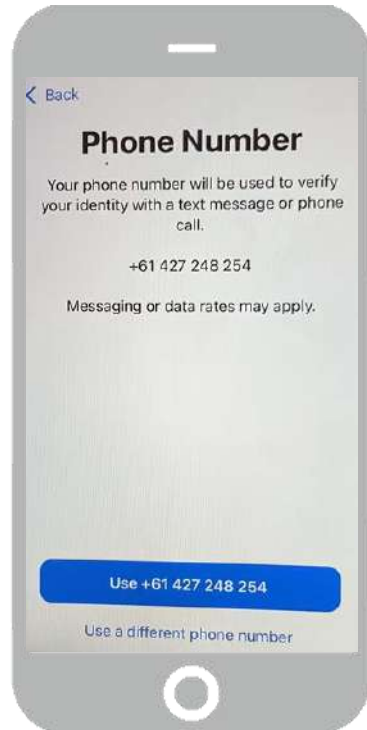 Back
Phone Number
Your phone number will be used to verify
your identity with a text message or phone
call.
+61 427 248 254
Messaging or data rates may apply.
Use +61 427 248 254
Use a different phone number